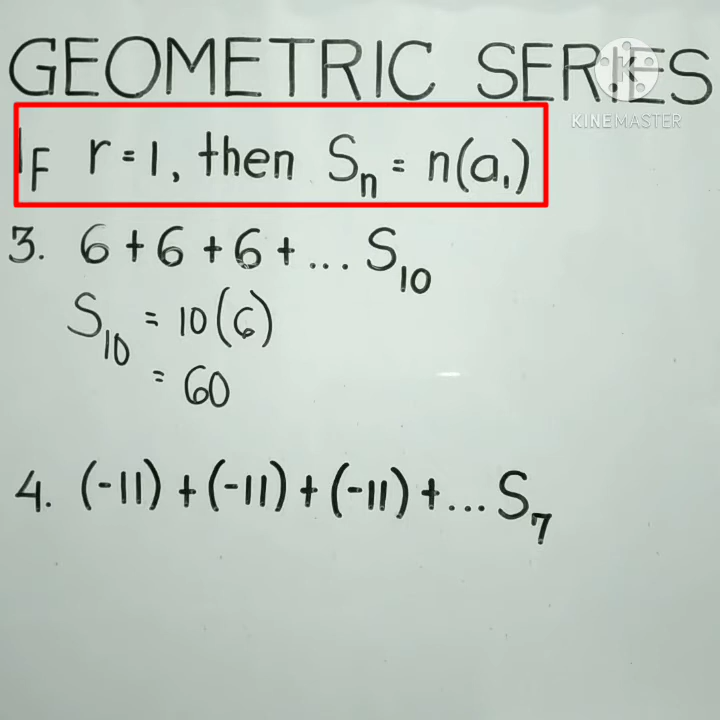 GEOMETRIC SERIES
KINEMASTER
IF r = 1, then Sn = n(a1)
3. 6 + 6 + 6 + ... S10
S10 = 10(6)
= 60
4. (-11) + (-11) + (-11) + ... S7